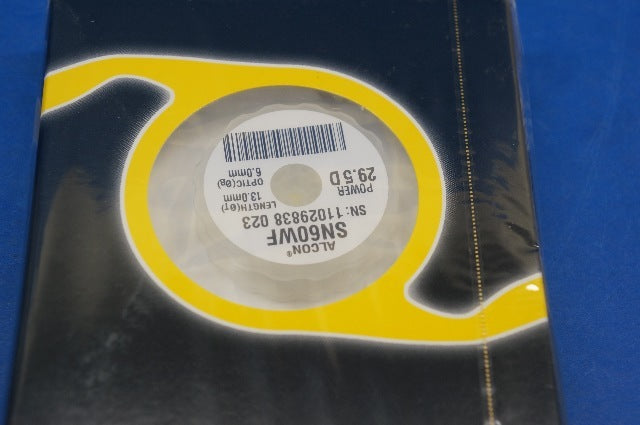 ALCON®
SN60WF
SN: 11029838 023
LENGTH(ØT)
13.0mm
OPTIC(ØB)
6.0mm
POWER
29.5 D